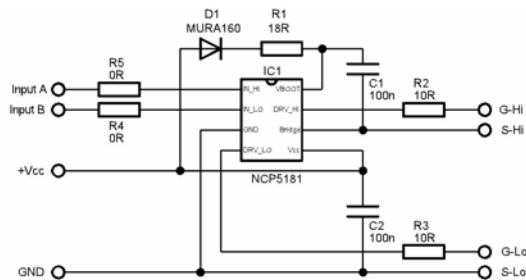 D1
MURA160
R1
18R
IC1
R5
0R
Input A
IN_HI
VBOOT
C1
100n
R2
10R
G-Hi
Input B
IN_LO
DRV_HI
R4
0R
GND
Bridge
S-Hi
DRV_LO
Vcc
+Vcc
NCP5181
C2
100n
R3
10R
G-Lo
GND
S-Lo